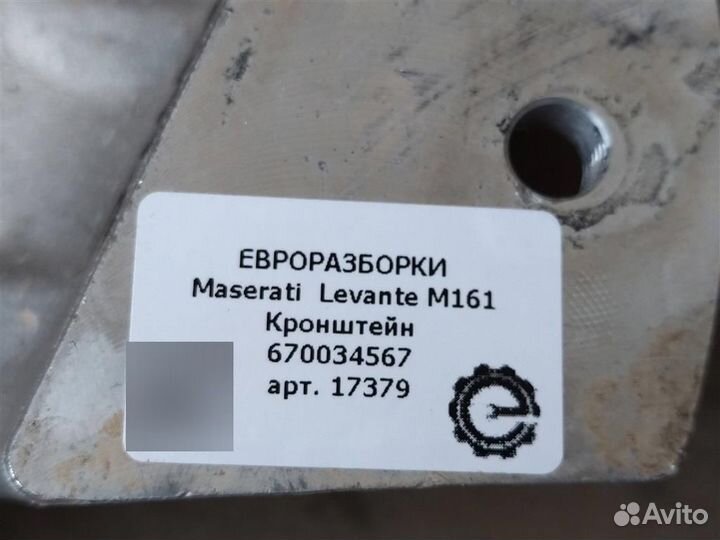 ЕВРОРАЗБОРКИ
Maserati Levante M161
Кронштейн
670034567
арт. 17379
Avito